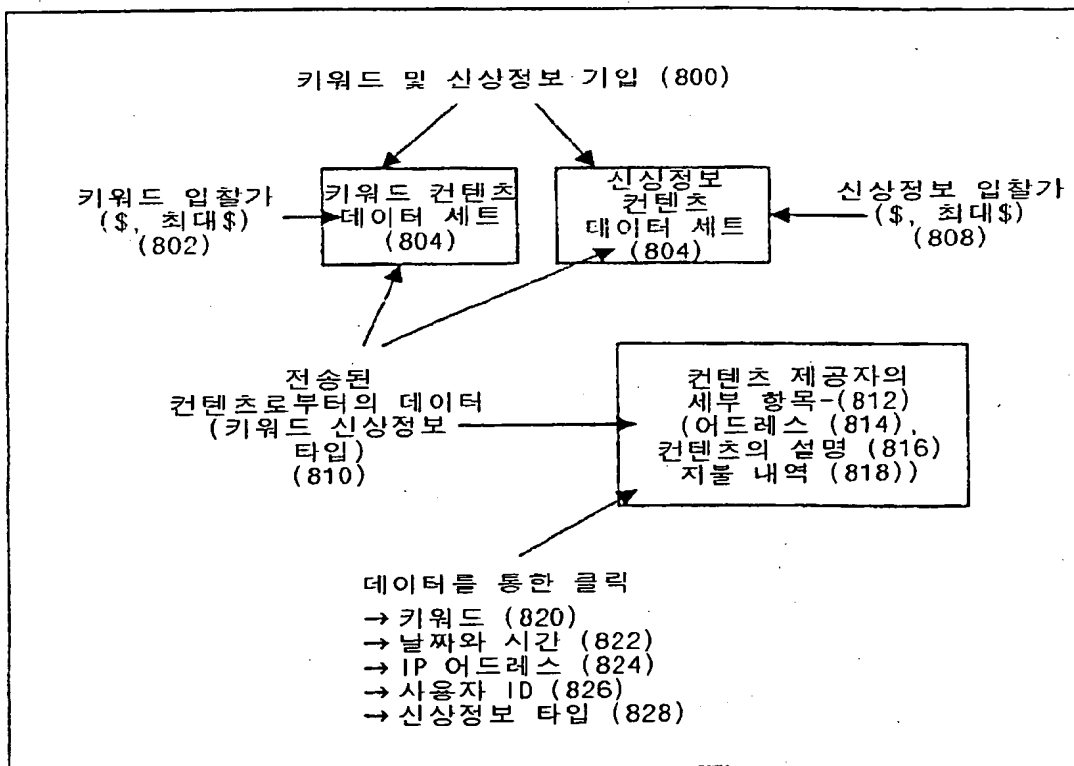 키워드 및 신상정보 기입 (800)
키워드 입찰가
($, 최대$)
(802)
키워드 컨텐츠
데이터 세트
(804)
신상정보
컨텐츠
데이터 세트
(804)
신상정보 입찰가
($, 최대$)
(808)
전송된
컨텐츠로부터의 데이터
(키워드 신상정보
타입)
(810)
컨텐츠 제공자의
세부 항목-(812)
(어드레스 (814),
컨텐츠의 설명 (816)
지불 내역 (818))
데이터를 통한 클릭
→ 키워드 (820)
→ 날짜와 시간 (822)
→ IP 어드레스 (824)
→ 사용자 ID (826)
→ 신상정보 타입 (828)